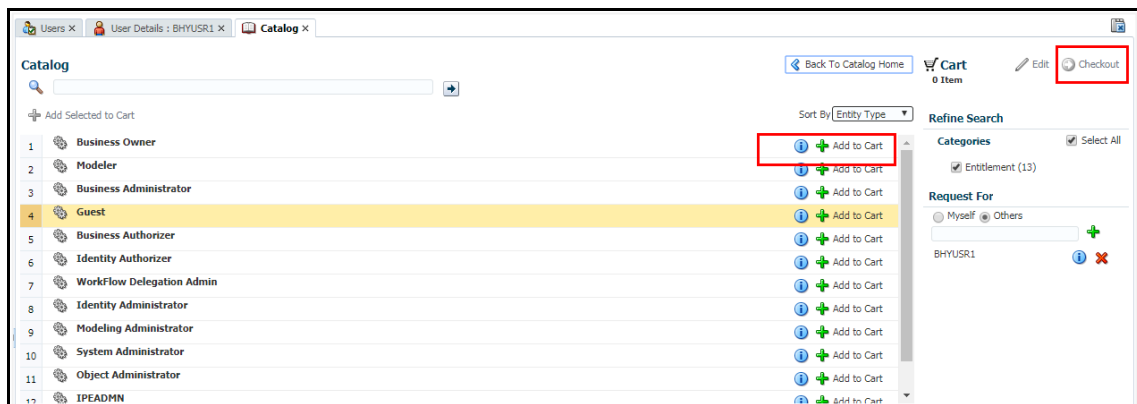 Users × User Details : BHYUSR1 × Catalog ×
Catalog
Back To Catalog Home
Cart
0 Item
Edit
Checkout
Add Selected to Cart
Sort By Entity Type
1 Business Owner Add to Cart
2 Modeler Add to Cart
3 Business Administrator Add to Cart
4 Guest Add to Cart
5 Business Authorizer Add to Cart
6 Identity Authorizer Add to Cart
7 WorkFlow Delegation Admin Add to Cart
8 Identity Administrator Add to Cart
9 Modeling Administrator Add to Cart
10 System Administrator Add to Cart
11 Object Administrator Add to Cart
12 IPEADMN Add to Cart
Refine Search
Categories Select All
Entitlement (13)
Request For
Myself Others
BHYUSR1